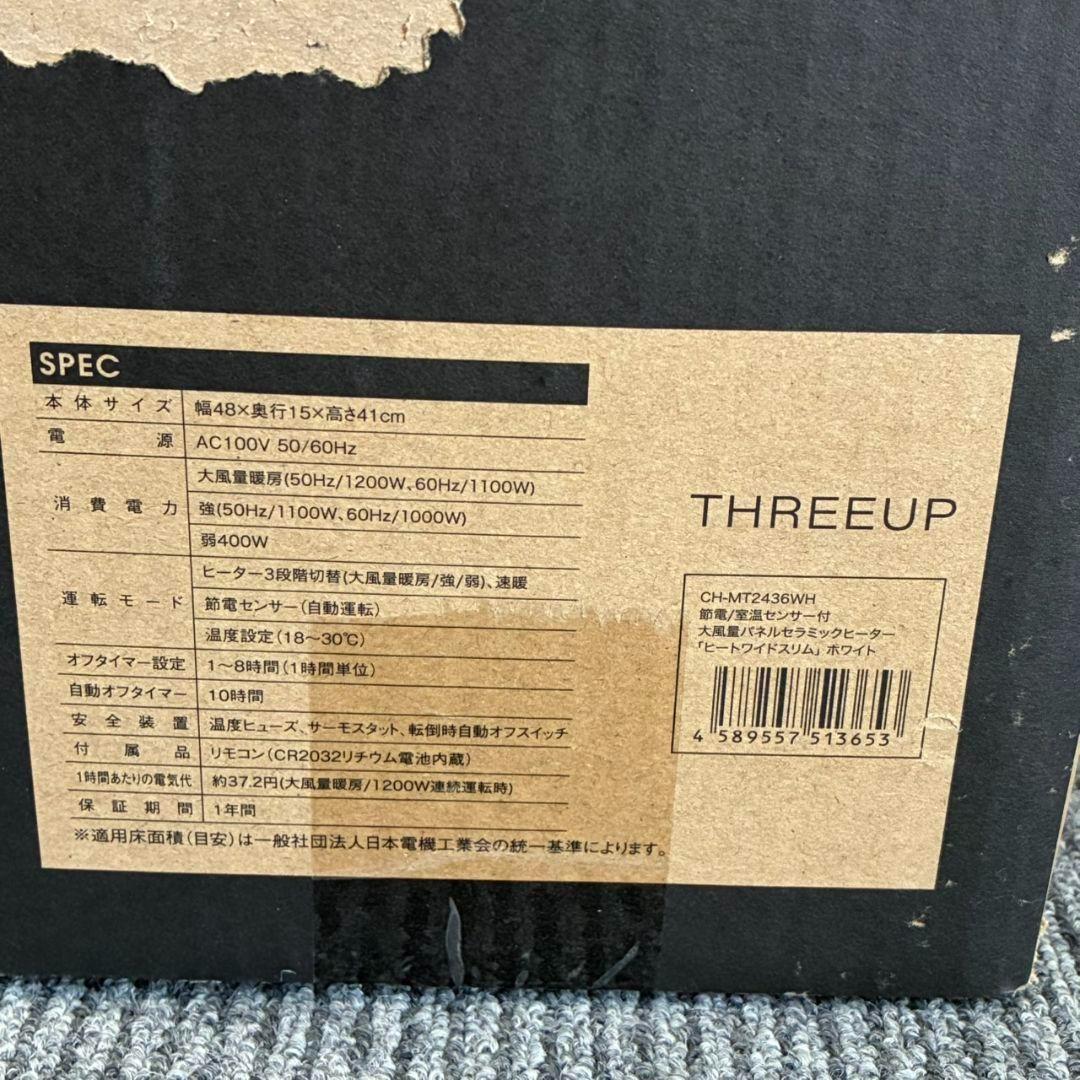 SPEC
本体サイズ 幅48×奥行15×高さ41cm
電源 AC100V 50/60Hz
消費電力 大風量暖房(50Hz/1200W、60Hz/1100W)
強(50Hz/1100W、60Hz/1000W)
弱400W
運転モード ヒーター3段階切替(大風量暖房/強/弱)、速暖
節電センサー(自動運転)
温度設定(18～30℃)
オフタイマー設定 1～8時間(1時間単位)
自動オフタイマー 10時間
安全装置 温度ヒューズ、サーモスタット、転倒時自動オフスイッチ
付属品 リモコン(CR2032リチウム電池内蔵)
1時間あたりの電気代 約37.2円(大風量暖房/1200W連続運転時)
保証期間 1年間
※適用床面積(目安)は一般社団法人日本電機工業会の統一基準によります。
THREEUP
CH-MT2436WH
節電/室温センサー付
大風量パネルセラミックヒーター
「ヒートワイドスリム」ホワイト
4 589557 513653